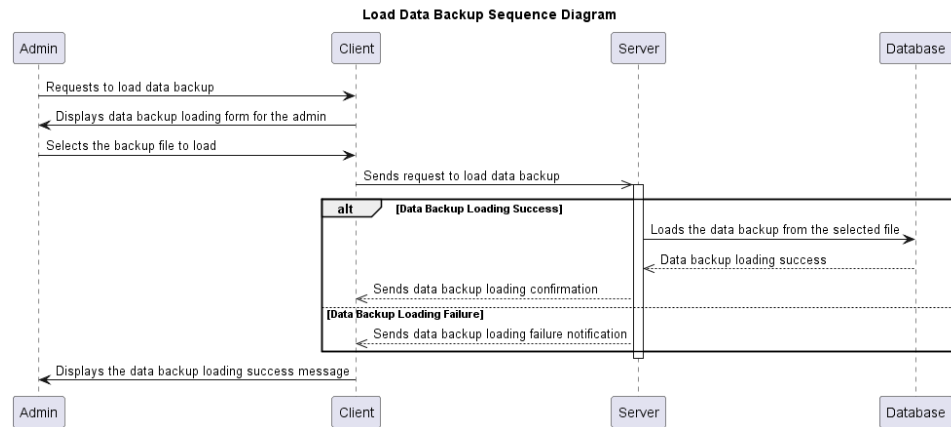 Load Data Backup Sequence Diagram
Admin
Client
Server
Database
Requests to load data backup
Displays data backup loading form for the admin
Selects the backup file to load
Sends request to load data backup
alt
[Data Backup Loading Success]
Loads the data backup from the selected file
Data backup loading success
Sends data backup loading confirmation
[Data Backup Loading Failure]
Sends data backup loading failure notification
Displays the data backup loading success message
Admin
Client
Server
Database